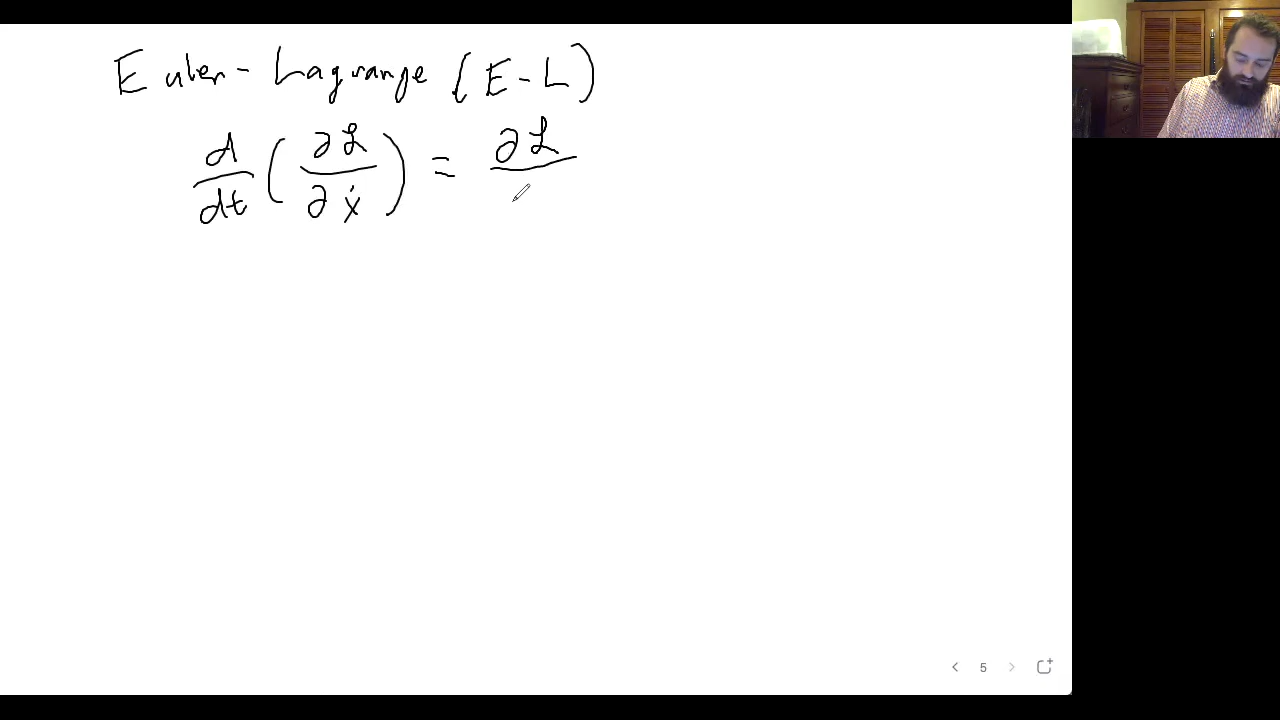 Euler-Lagrange (E-L)
d/dt (∂ℒ/∂ẋ) = ∂ℒ/
5